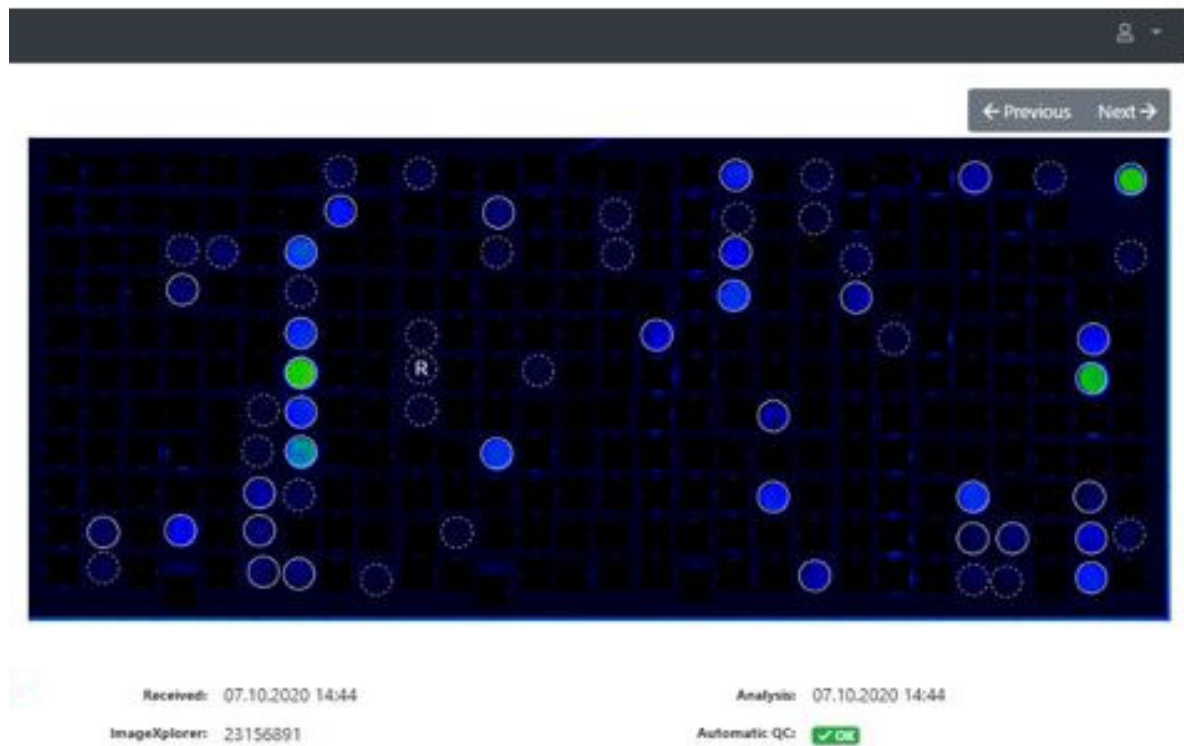 ← Previous Next →
R
Received: 07.10.2020 14:44
Analysis: 07.10.2020 14:44
ImageXplorer: 23156891
Automatic QC: ✓ OK